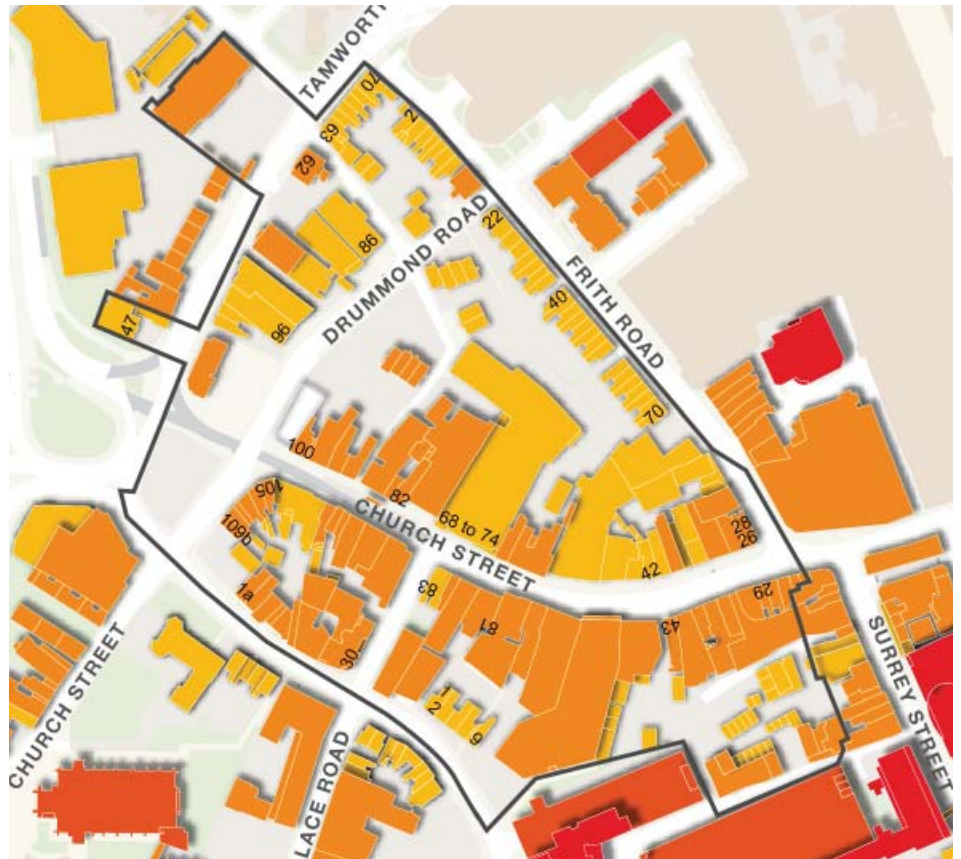 TAMWORTH
70
2
63
62
22
86
DRUMMOND ROAD
FRITH ROAD
40
47
96
70
100
82
105
CHURCH STREET
68 to 74
109b
28
26
42
1a
83
29
81
43
30
1
2
9
CHURCH STREET
LACE ROAD
SURREY STREET